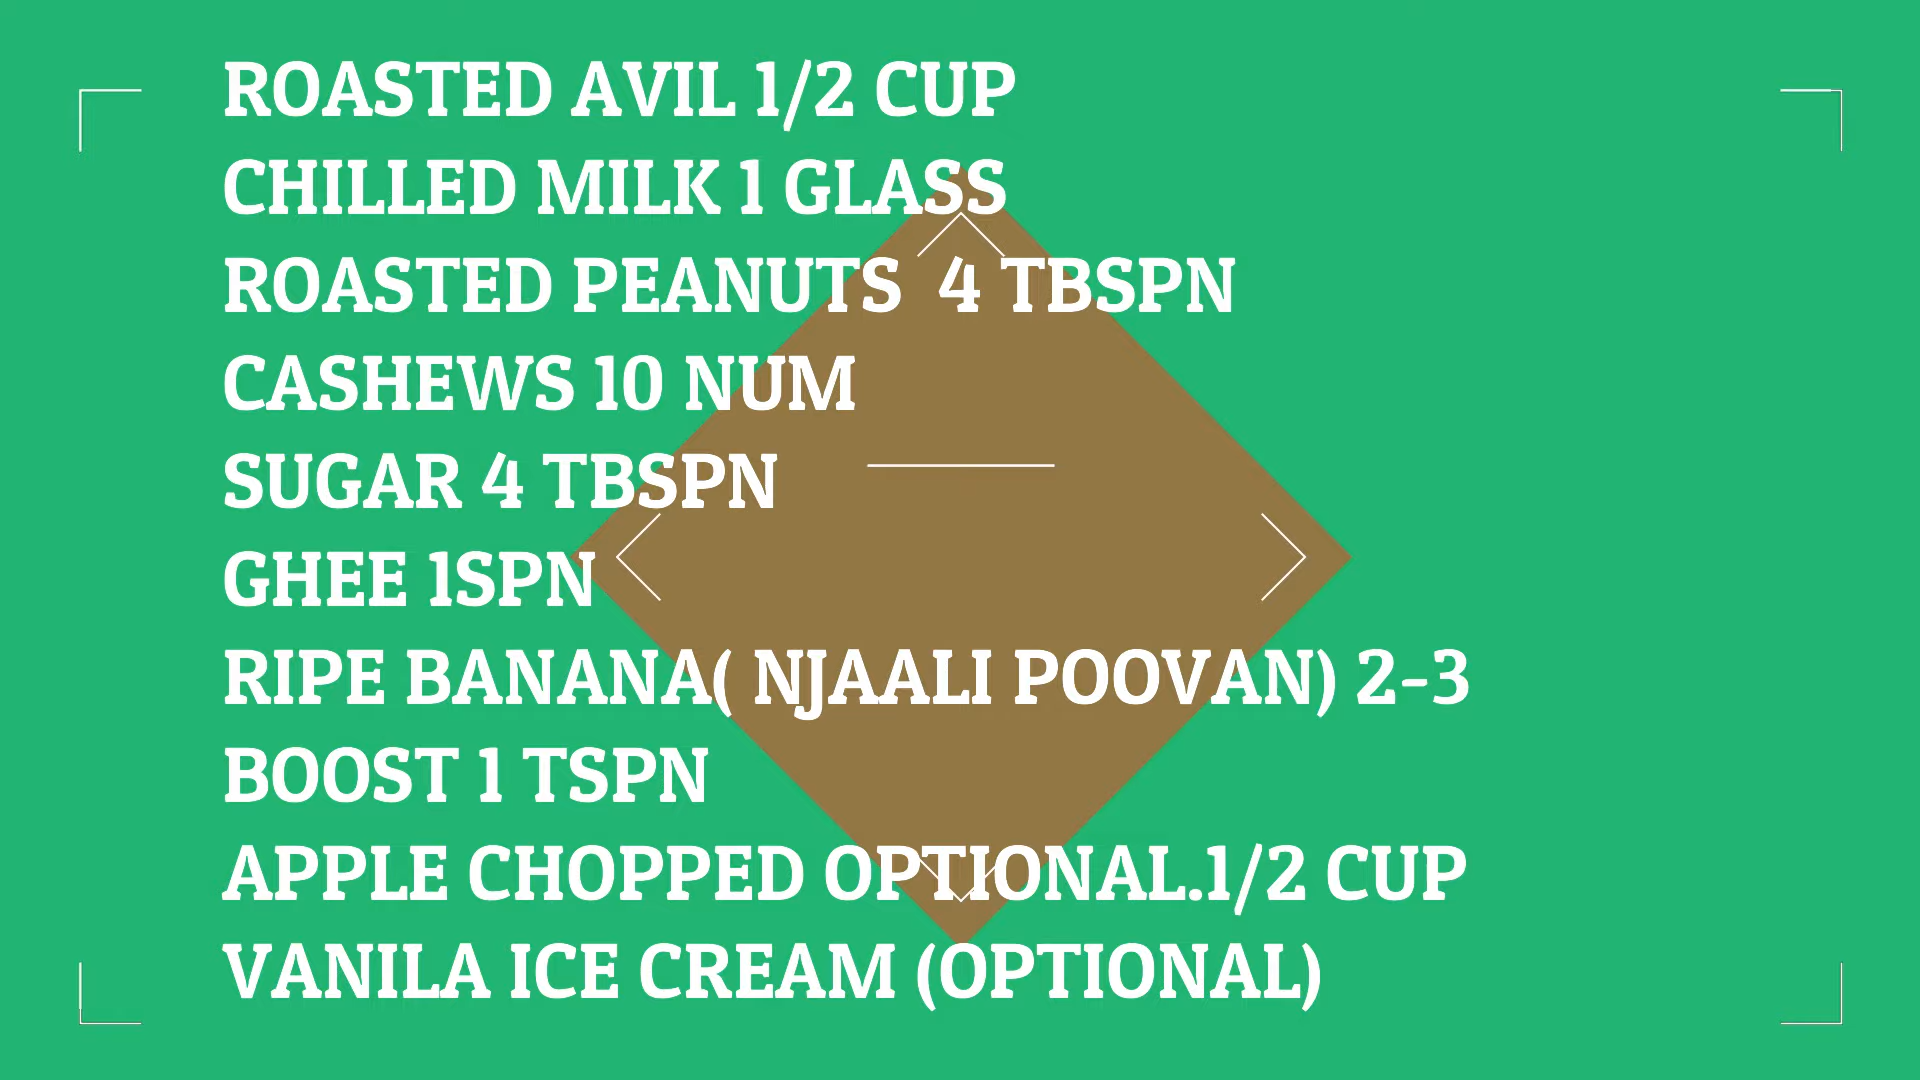 ROASTED AVIL 1/2 CUP
CHILLED MILK 1 GLASS
ROASTED PEANUTS  4 TBSPN
CASHEWS 10 NUM
SUGAR 4 TBSPN
GHEE 1SPN
RIPE BANANA( NJAALI POOVAN) 2-3
BOOST 1 TSPN
APPLE CHOPPED OPTIONAL.1/2 CUP
VANILA ICE CREAM (OPTIONAL)